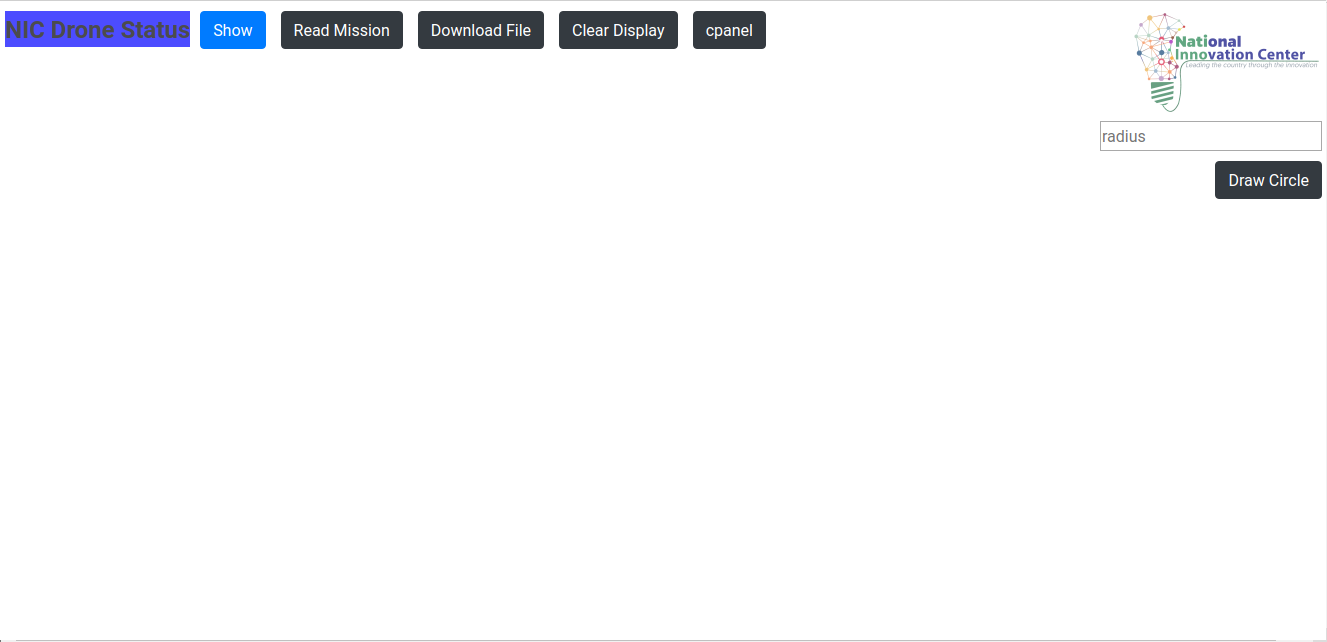 NIC Drone Status
Show
Read Mission
Download File
Clear Display
cpanel
National
Innovation Center
Leading the country through the innovation
radius
Draw Circle